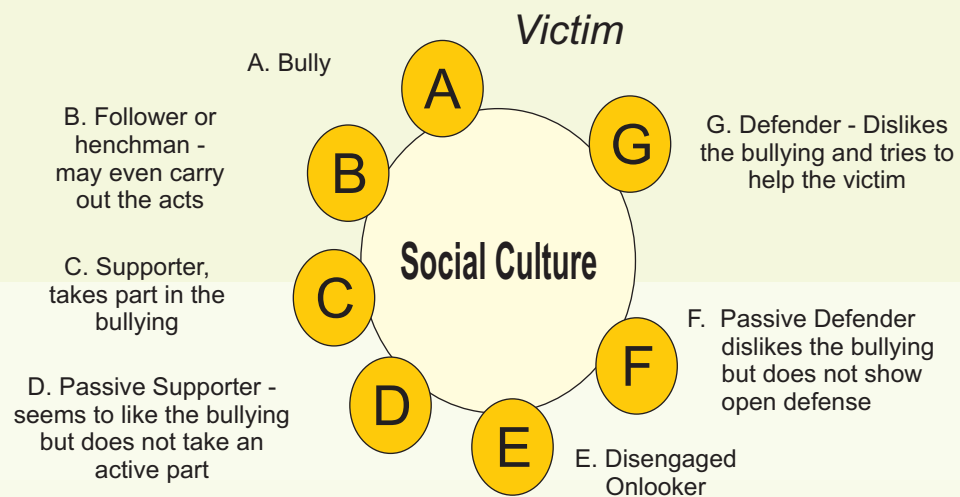 Victim
A. Bully
A
B. Follower or
henchman -
may even carry
out the acts
B
C. Supporter,
takes part in the
bullying
C
D. Passive Supporter -
seems to like the bullying
but does not take an
active part
D
Social Culture
E
E. Disengaged
Onlooker
F
F. Passive Defender
dislikes the bullying
but does not show
open defense
G
G. Defender - Dislikes
the bullying and tries to
help the victim